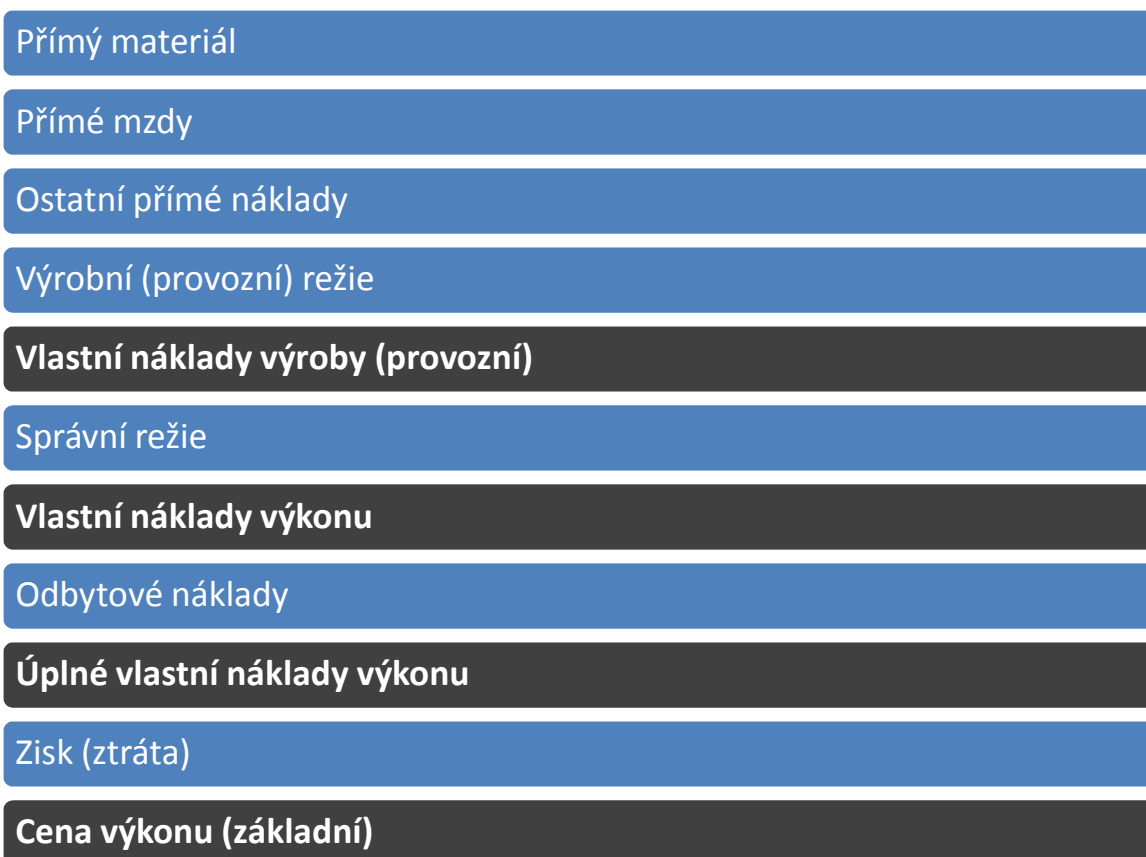 Přímý materiál
Přímé mzdy
Ostatní přímé náklady
Výrobní (provozní) režie
Vlastní náklady výroby (provozní)
Správní režie
Vlastní náklady výkonu
Odbytové náklady
Úplné vlastní náklady výkonu
Zisk (ztráta)
Cena výkonu (základní)